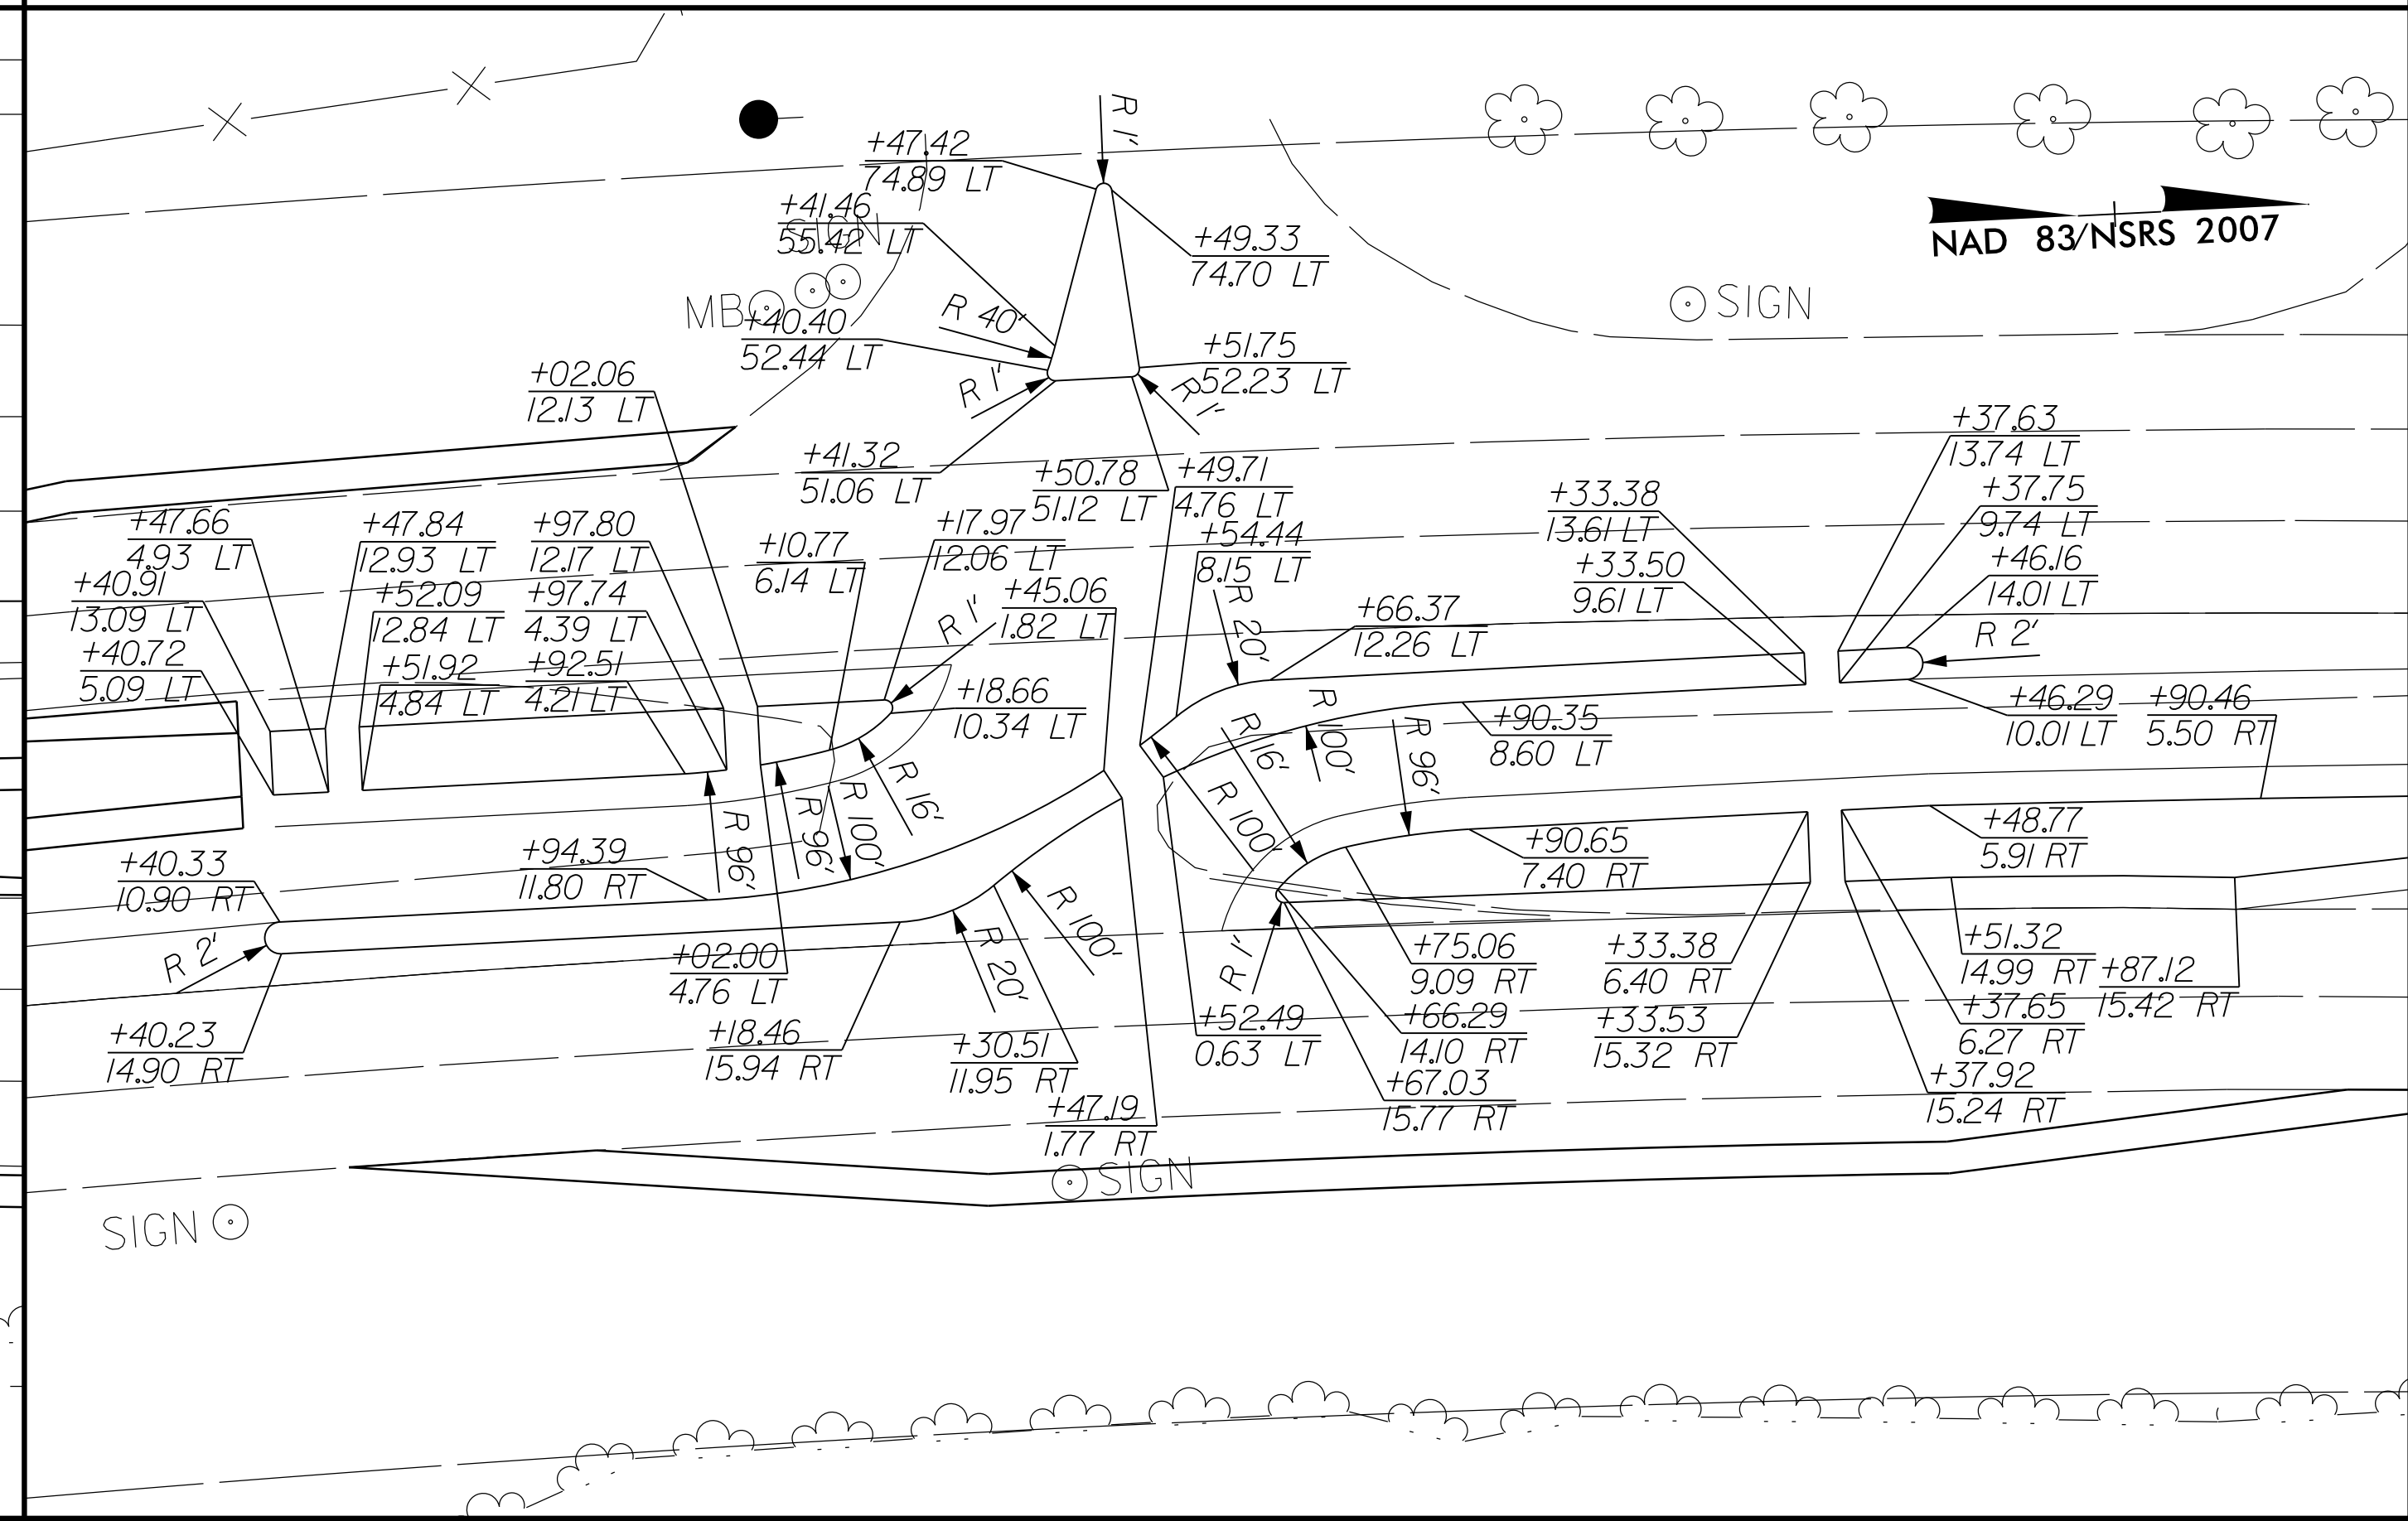 R 1'
+47.42
74.89 LT
+41.46
55.42 LT
SIGN
+49.33
74.70 LT
NAD 83/NSRS 2007
MB
SIGN
R 40'
+40.40
52.44 LT
+51.75
52.23 LT
R 1'
R 1'
+02.06
12.13 LT
+41.32
51.06 LT
+50.78
51.12 LT
+49.71
4.76 LT
+54.44
8.15 LT
+37.63
13.74 LT
+37.75
9.74 LT
+46.16
14.01 LT
R 2'
+33.38
13.61 LT
+33.50
9.61 LT
+47.66
4.93 LT
+47.84
12.93 LT
+97.80
12.17 LT
+10.77
6.14 LT
+17.97
12.06 LT
+40.91
13.09 LT
+52.09
12.84 LT
+97.74
4.39 LT
+45.06
1.82 LT
R 1'
R 20'
+66.37
12.26 LT
+40.72
5.09 LT
+51.92
4.84 LT
+92.51
4.21 LT
+18.66
10.34 LT
R 16'
R 100'
R 96'
+90.35
8.60 LT
+46.29
10.01 LT
+90.46
5.50 RT
R 96'
R 96'
R 100'
R 16'
R 100'
+48.77
5.91 RT
+90.65
7.40 RT
+40.33
10.90 RT
+94.39
11.80 RT
R 2'
R 20'
R 100'
R 1'
+02.00
4.76 LT
+75.06
9.09 RT
+33.38
6.40 RT
+51.32
14.99 RT
+87.12
15.42 RT
+40.23
14.90 RT
+18.46
15.94 RT
+30.51
11.95 RT
+52.49
0.63 LT
+66.29
14.10 RT
+33.53
15.32 RT
+37.65
6.27 RT
+67.03
15.77 RT
+37.92
15.24 RT
+47.19
1.77 RT
SIGN
SIGN